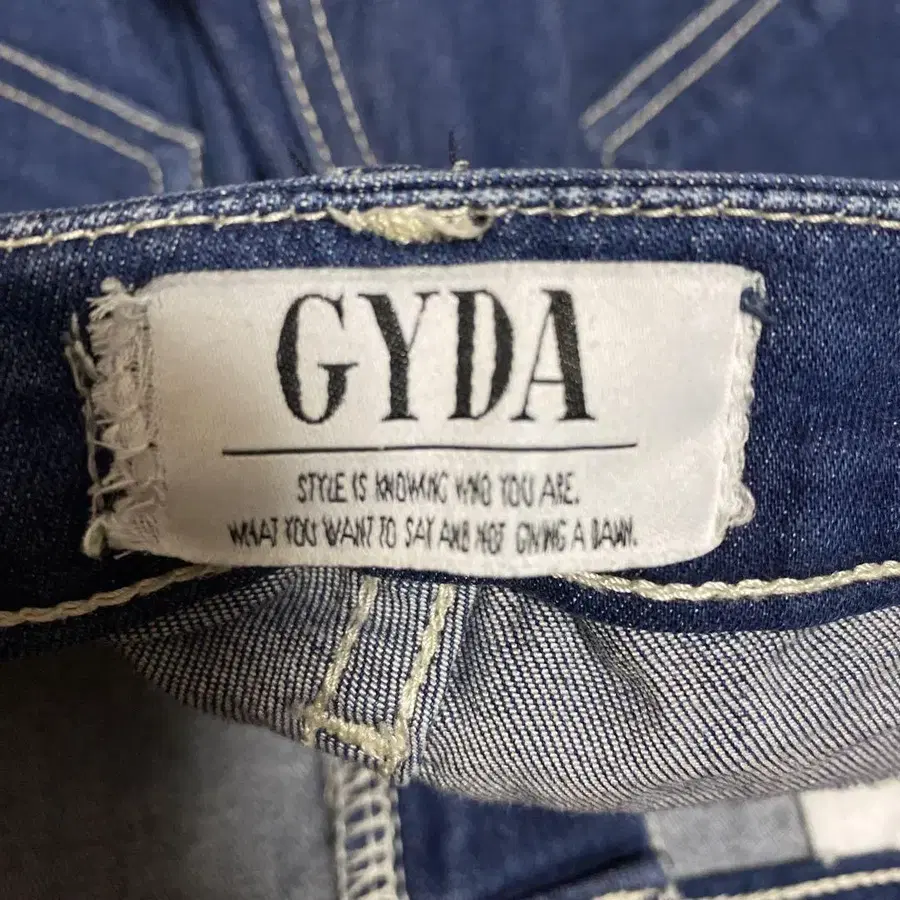 GYDA
STYLE IS KNOWING WHO YOU ARE.
WHAT YOU WANT TO SAY AND NOT GIVING A DAMN.